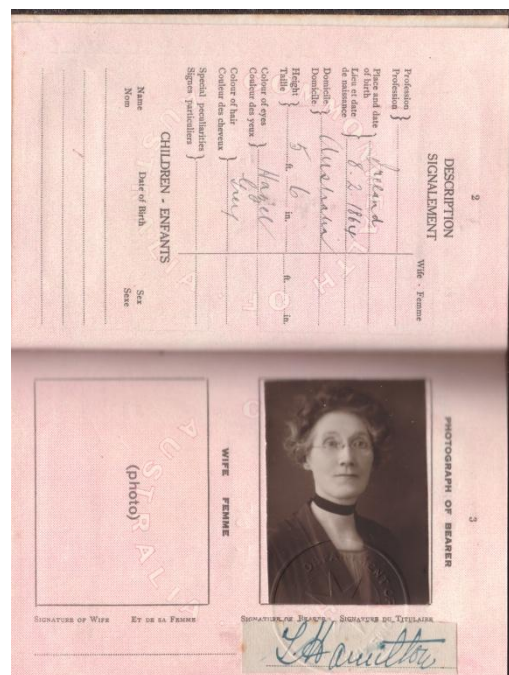 2
DESCRIPTION
SIGNALEMENT
Wife - Femme
Profession
Profession
Place and date
of birth
Lieu et date
de naissance
Ireland
8.2.1864
Domicile
Domicile
Australia
Height
Taille
5 ft. 6 in. ft. in.
Colour of eyes
Couleur des yeux
Hazel
Colour of hair
Couleur des cheveux
Grey
Special peculiarities
Signes particuliers
CHILDREN - ENFANTS
Name Date of Birth Sex
Nom Sexe
3
PHOTOGRAPH OF BEARER
WIFE FEMME
(photo)
AUSTRALIA
SIGNATURE OF BEARER SIGNATURE DU TITULAIRE
Hamilton
SIGNATURE OF WIFE ET DE SA FEMME